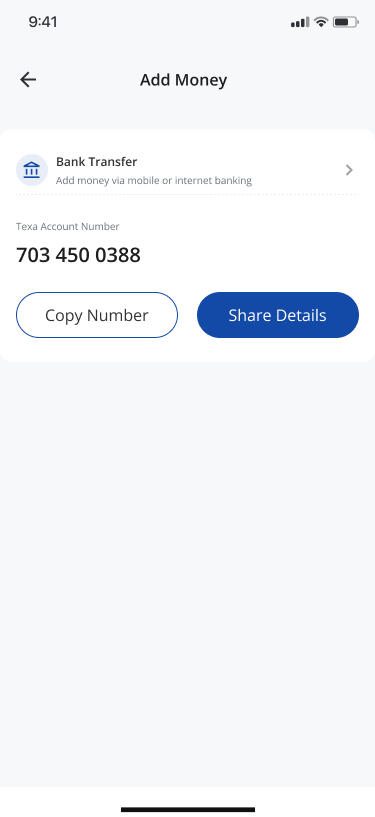 9:41
Add Money
Bank Transfer
Add money via mobile or internet banking
Texa Account Number
703 450 0388
Copy Number
Share Details